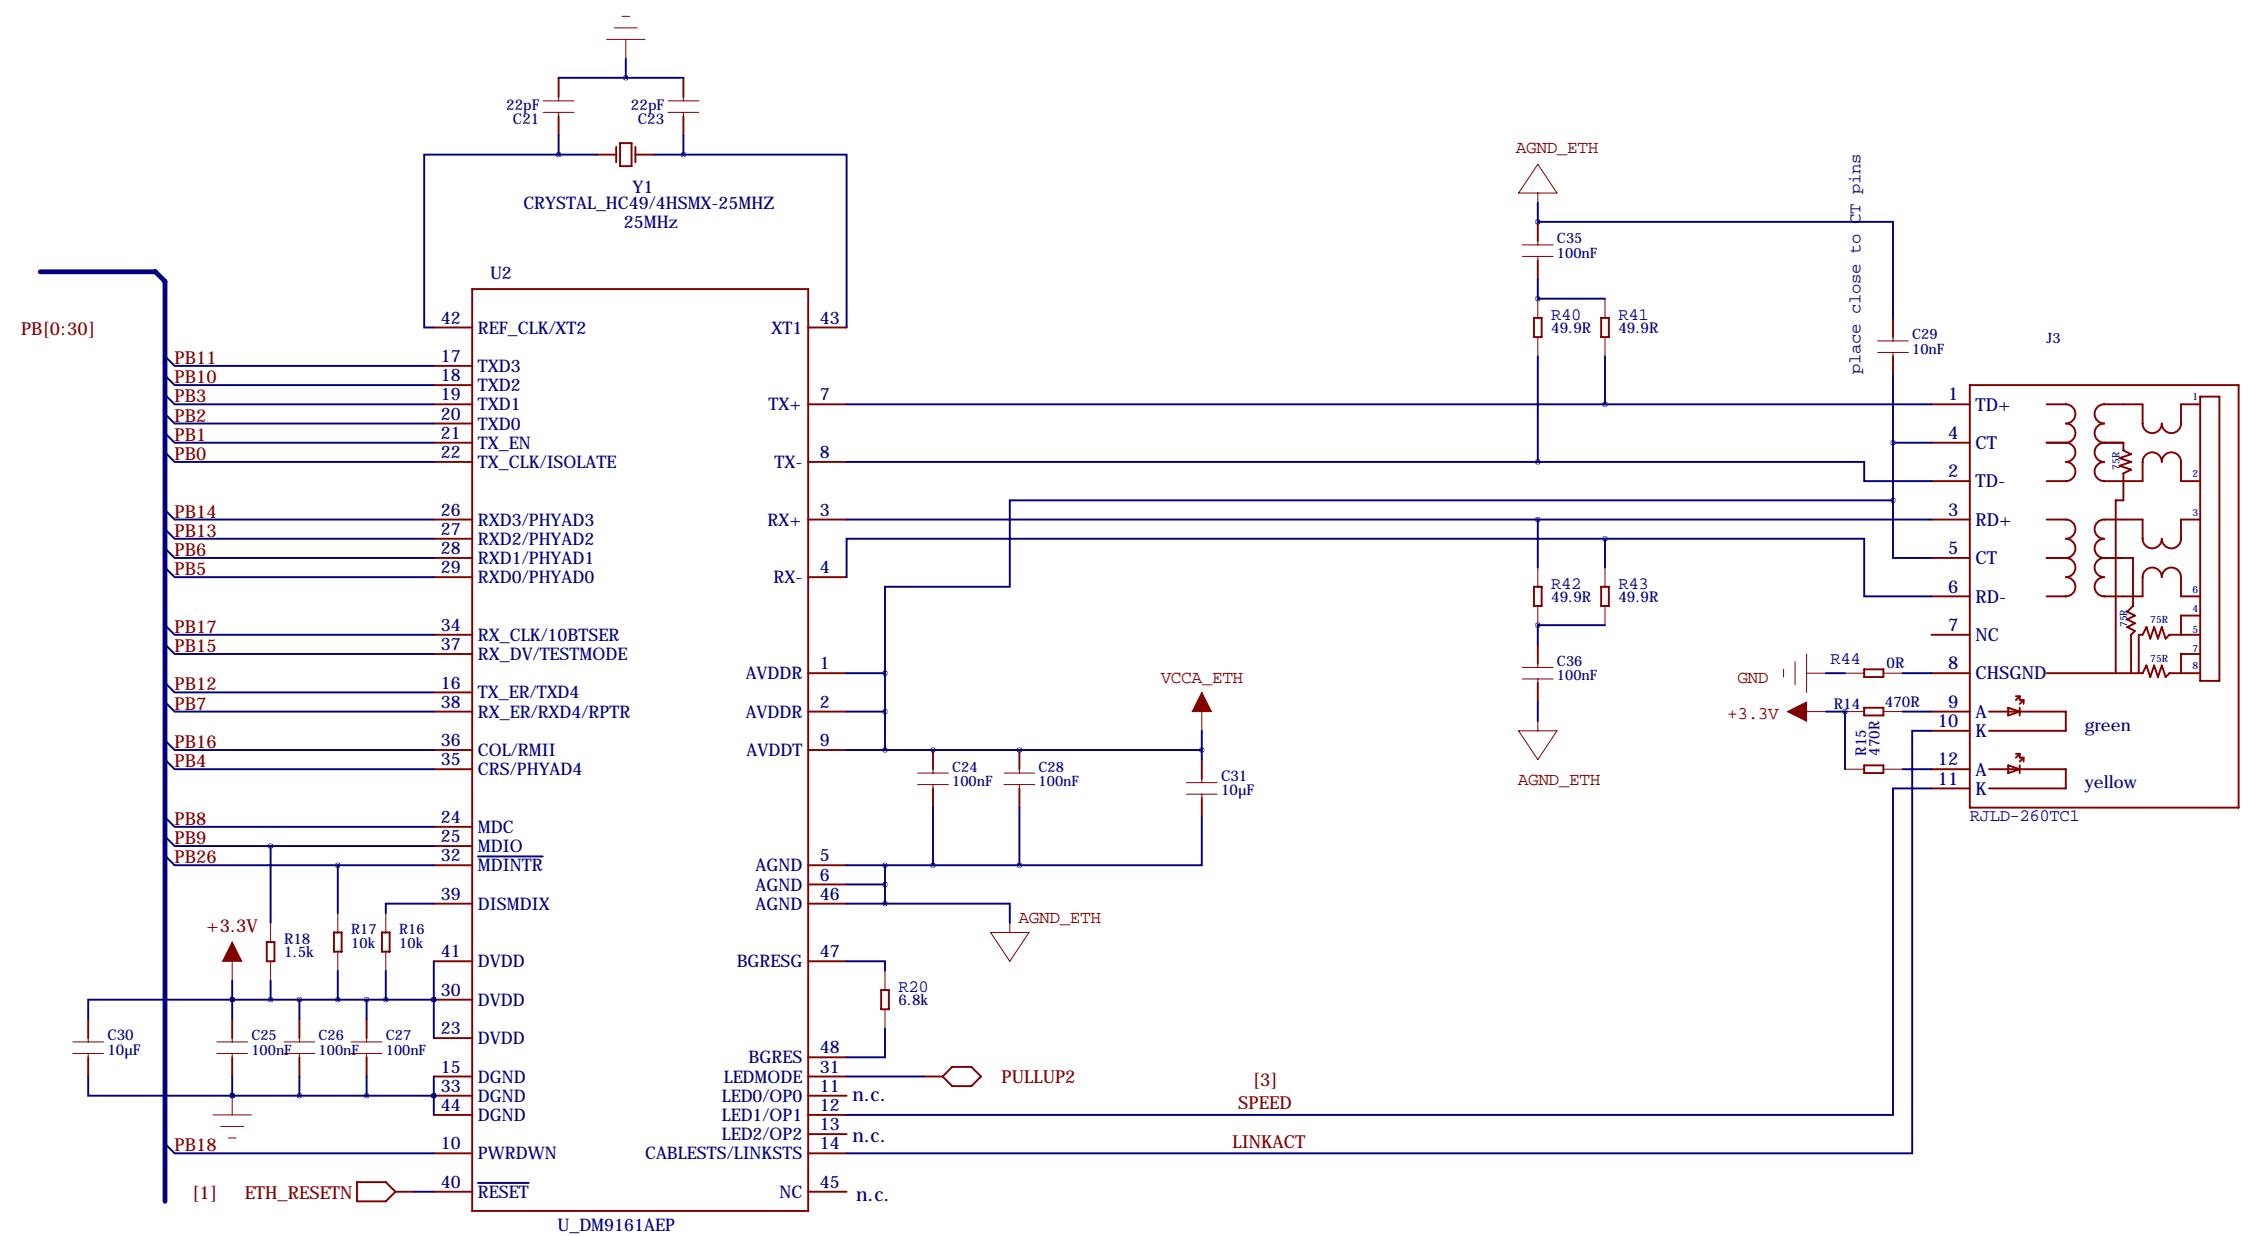 22pF
C21
22pF
C23
Y1
CRYSTAL_HC49/4HSMX-25MHZ
25MHz
PB[0:30]
U2
42 REF_CLK/XT2
XT1 43
PB11 17 TXD3
PB10 18 TXD2
PB3 19 TXD1
PB2 20 TXD0
PB1 21 TX_EN
PB0 22 TX_CLK/ISOLATE
PB14 26 RXD3/PHYAD3
PB13 27 RXD2/PHYAD2
PB6 28 RXD1/PHYAD1
PB5 29 RXD0/PHYAD0
PB17 34 RX_CLK/10BTSER
PB15 37 RX_DV/TESTMODE
PB12 16 TX_ER/TXD4
PB7 38 RX_ER/RXD4/RPTR
PB16 36 COL/RMII
PB4 35 CRS/PHYAD4
PB8 24 MDC
PB9 25 MDIO
PB26 32 MDINTR
39 DISMDIX
+3.3V
R18
1.5k
R17
10k
R16
10k
41 DVDD
30 DVDD
23 DVDD
C30
10µF
C25
100nF
C26
100nF
C27
100nF
15 DGND
33 DGND
44 DGND
PB18 10 PWRDWN
[1] ETH_RESETN 40 RESET
U_DM9161AEP
TX+ 7
TX- 8
RX+ 3
RX- 4
AVDDR 1
AVDDR 2
AVDDT 9
VCCA_ETH
C24
100nF
C28
100nF
C31
10µF
AGND 5
AGND 6
AGND 46
AGND_ETH
BGRESG 47
R20
6.8k
BGRES 48
LEDMODE 31 PULLUP2
LED0/OP0 11 n.c.
LED1/OP1 12
LED2/OP2 13 n.c.
CABLESTS/LINKSTS 14
NC 45 n.c.
[3]
SPEED
LINKACT
AGND_ETH
C35
100nF
R40
49.9R
R41
49.9R
place close to CT pins
C29
10nF
R42
49.9R
R43
49.9R
C36
100nF
AGND_ETH
J3
1 TD+
4 CT
2 TD-
3 RD+
5 CT
6 RD-
7 NC
GND R44 0R 8 CHSGND
+3.3V R14 470R 9 A
10 K
green
R15
470R
12 A
11 K
yellow
75R
75R
75R
75R
1
2
3
6
4
5
7
8
RJLD-260TC1